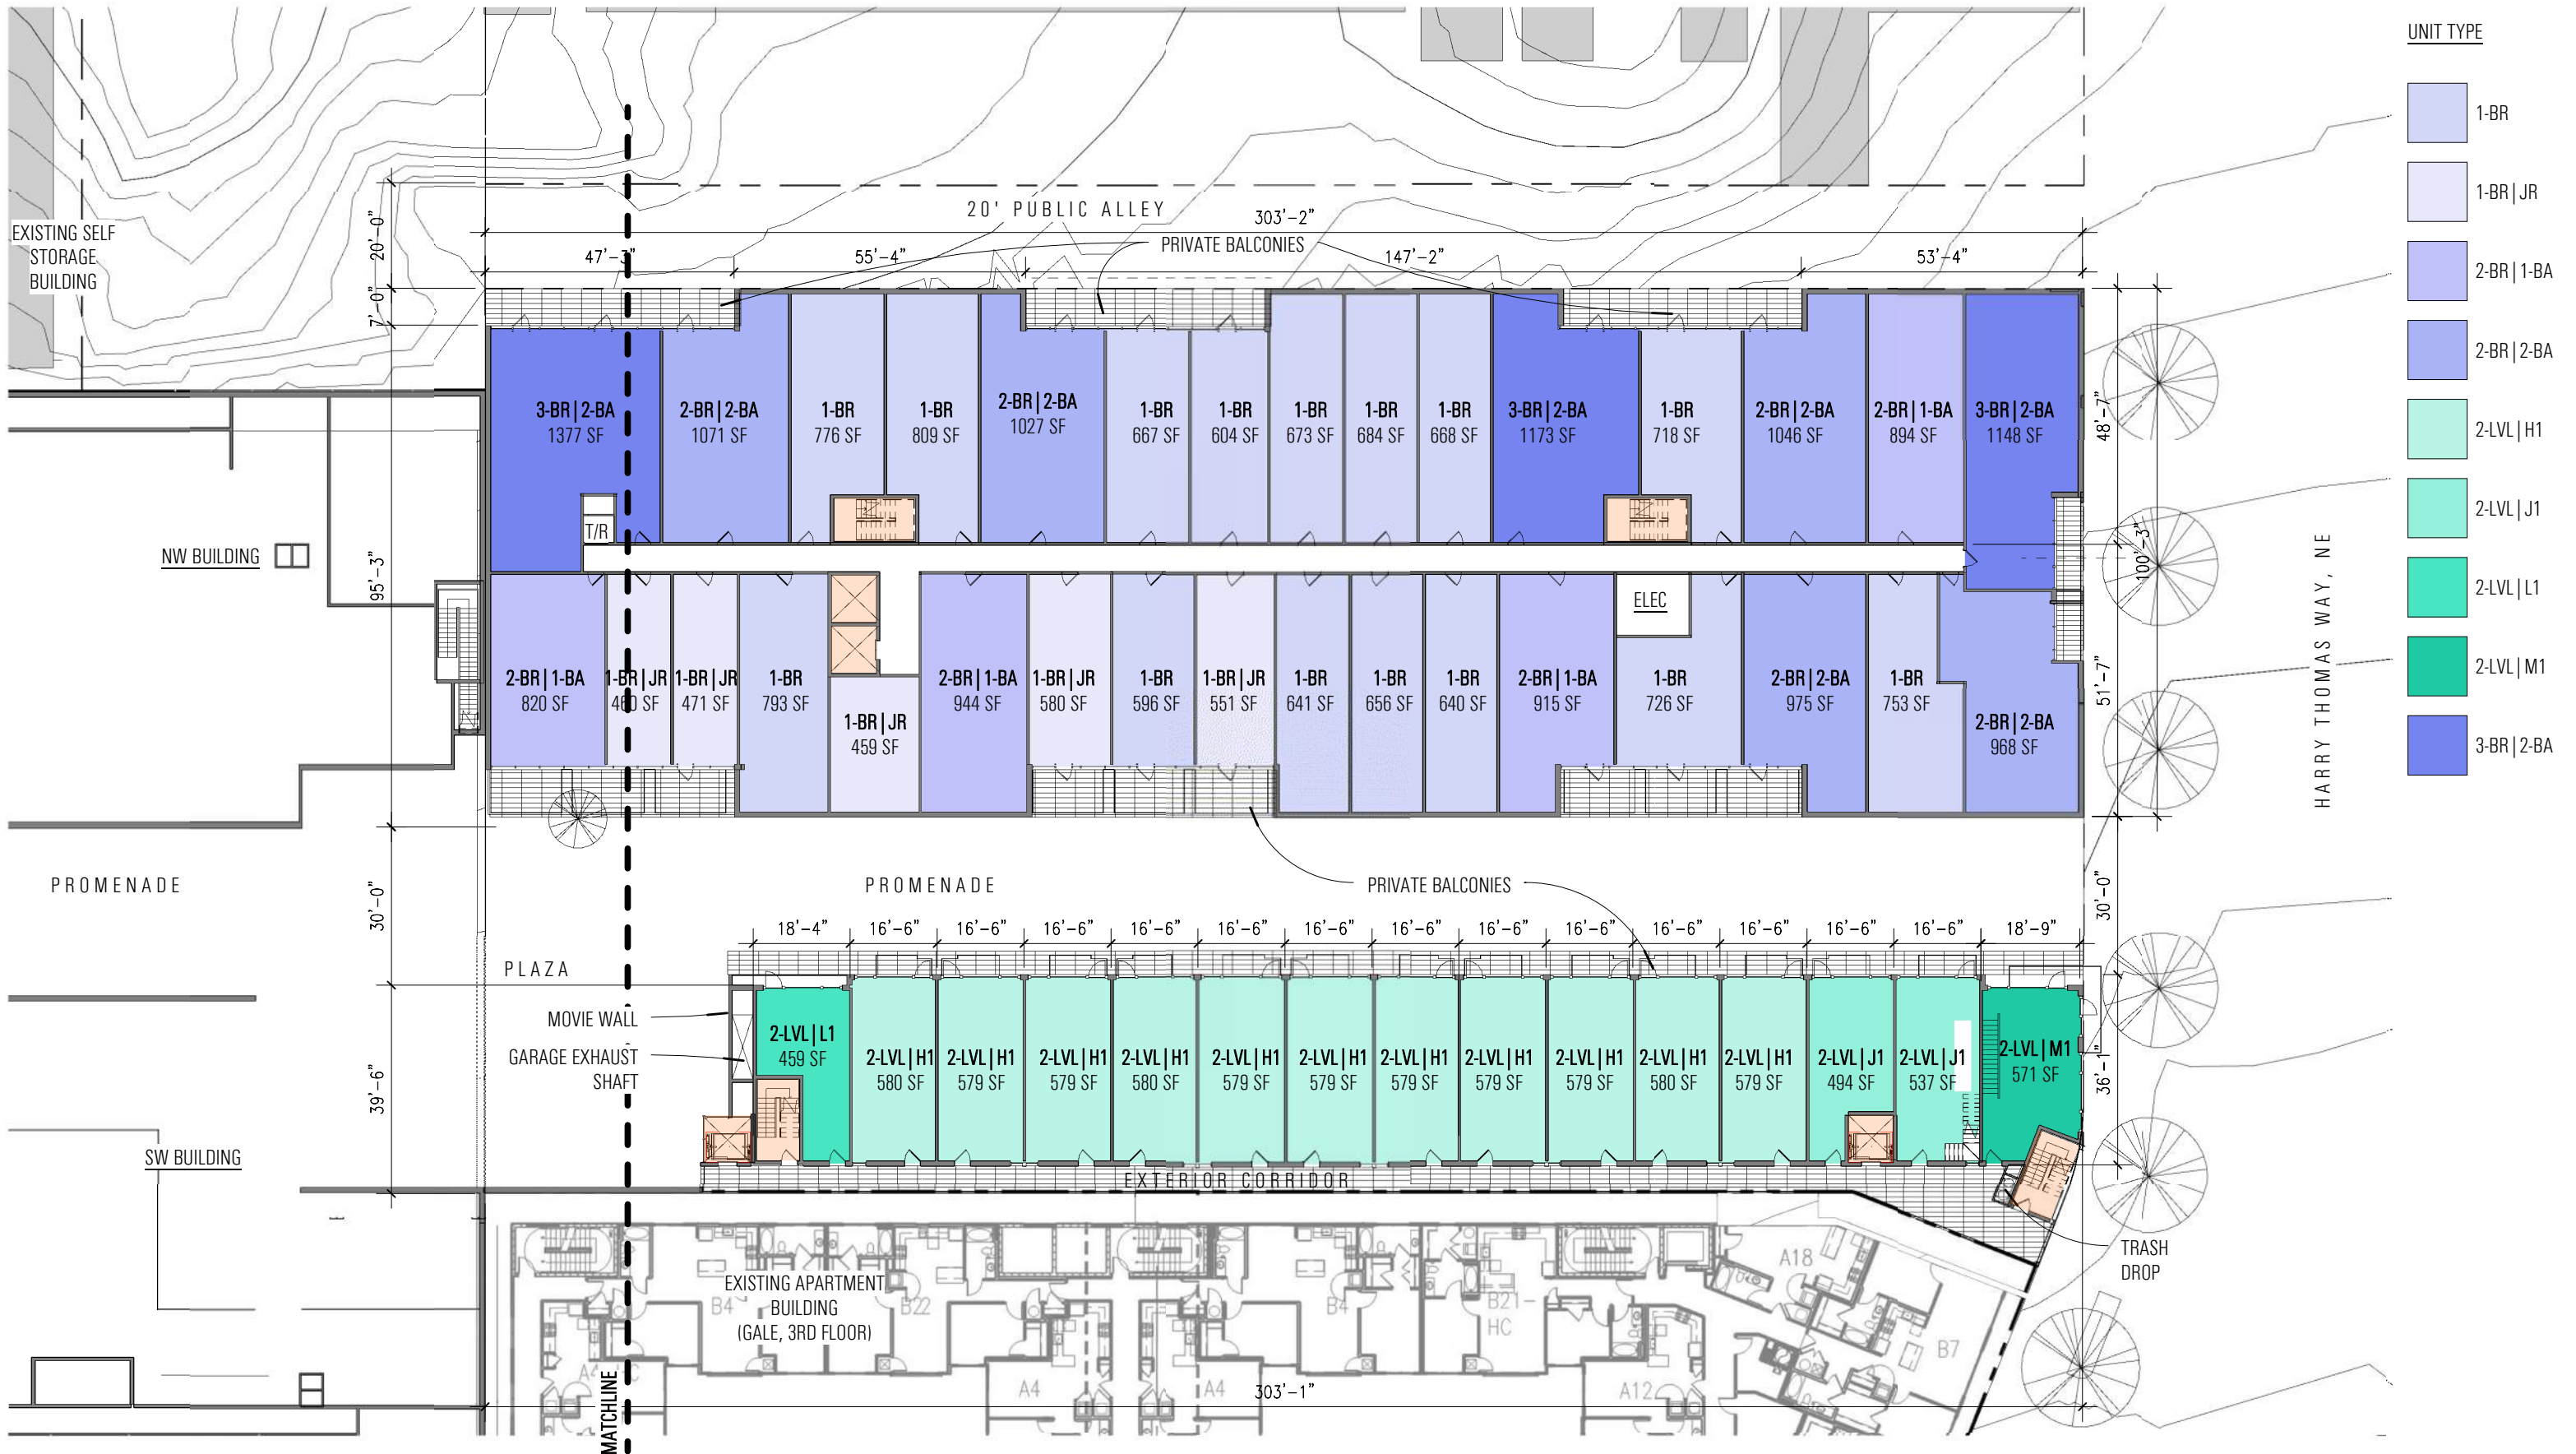 UNIT TYPE
1-BR
1-BR|JR
2-BR|1-BA
2-BR|2-BA
2-LVL|H1
2-LVL|J1
2-LVL|L1
2-LVL|M1
3-BR|2-BA
EXISTING SELF
STORAGE
BUILDING
20'-0"
7'-0"
20' PUBLIC ALLEY
303'-2"
PRIVATE BALCONIES
47'-3"
55'-4"
147'-2"
53'-4"
3-BR|2-BA
1377 SF
2-BR|2-BA
1071 SF
1-BR
776 SF
1-BR
809 SF
2-BR|2-BA
1027 SF
1-BR
667 SF
1-BR
604 SF
1-BR
673 SF
1-BR
684 SF
1-BR
668 SF
3-BR|2-BA
1173 SF
1-BR
718 SF
2-BR|2-BA
1046 SF
2-BR|1-BA
894 SF
3-BR|2-BA
1148 SF
48'-7"
T/R
NW BUILDING
95'-3"
100'-3"
HARRY THOMAS WAY, NE
ELEC
2-BR|1-BA
820 SF
1-BR|JR
460 SF
1-BR|JR
471 SF
1-BR
793 SF
1-BR|JR
459 SF
2-BR|1-BA
944 SF
1-BR|JR
580 SF
1-BR
596 SF
1-BR|JR
551 SF
1-BR
641 SF
1-BR
656 SF
1-BR
640 SF
2-BR|1-BA
915 SF
1-BR
726 SF
2-BR|2-BA
975 SF
1-BR
753 SF
2-BR|2-BA
968 SF
51'-7"
PROMENADE
PROMENADE
PRIVATE BALCONIES
30'-0"
30'-0"
18'-4"
16'-6"
16'-6"
16'-6"
16'-6"
16'-6"
16'-6"
16'-6"
16'-6"
16'-6"
16'-6"
16'-6"
16'-6"
16'-6"
18'-9"
PLAZA
MOVIE WALL
GARAGE EXHAUST
SHAFT
39'-6"
2-LVL|L1
459 SF
2-LVL|H1
580 SF
2-LVL|H1
579 SF
2-LVL|H1
579 SF
2-LVL|H1
580 SF
2-LVL|H1
579 SF
2-LVL|H1
579 SF
2-LVL|H1
579 SF
2-LVL|H1
579 SF
2-LVL|H1
579 SF
2-LVL|H1
580 SF
2-LVL|H1
579 SF
2-LVL|J1
494 SF
2-LVL|J1
537 SF
2-LVL|M1
571 SF
36'-1"
SW BUILDING
EXTERIOR CORRIDOR
TRASH
DROP
EXISTING APARTMENT
BUILDING
(GALE, 3RD FLOOR)
B4
B22
B4
B21-
HC
A18
B7
A4
A4
A12
303'-1"
MATCHLINE